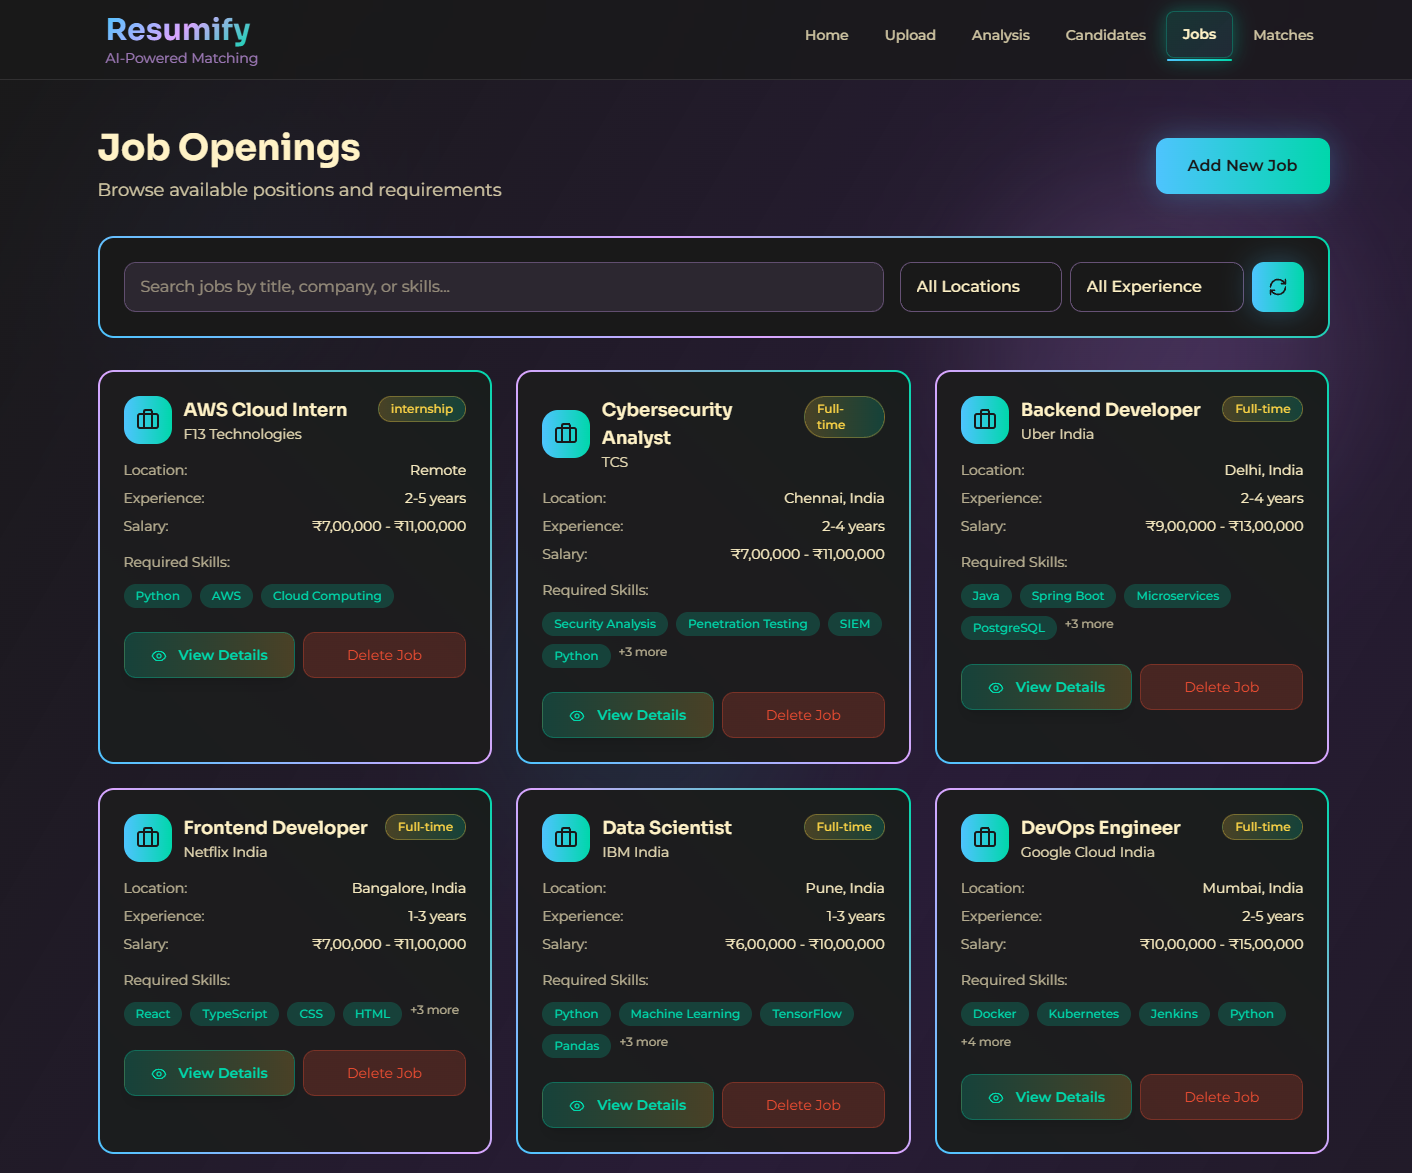 Resumify
AI-Powered Matching
Home
Upload
Analysis
Candidates
Jobs
Matches
Job Openings
Browse available positions and requirements
Add New Job
Search jobs by title, company, or skills...
All Locations
All Experience
AWS Cloud Intern
internship
F13 Technologies
Location: Remote
Experience: 2-5 years
Salary: ₹7,00,000 - ₹11,00,000
Required Skills:
Python AWS Cloud Computing
View Details Delete Job
Cybersecurity
Analyst
Full-
time
TCS
Location: Chennai, India
Experience: 2-4 years
Salary: ₹7,00,000 - ₹11,00,000
Required Skills:
Security Analysis Penetration Testing SIEM
Python +3 more
View Details Delete Job
Backend Developer
Full-time
Uber India
Location: Delhi, India
Experience: 2-4 years
Salary: ₹9,00,000 - ₹13,00,000
Required Skills:
Java Spring Boot Microservices
PostgreSQL +3 more
View Details Delete Job
Frontend Developer
Full-time
Netflix India
Location: Bangalore, India
Experience: 1-3 years
Salary: ₹7,00,000 - ₹11,00,000
Required Skills:
React TypeScript CSS HTML +3 more
View Details Delete Job
Data Scientist
Full-time
IBM India
Location: Pune, India
Experience: 1-3 years
Salary: ₹6,00,000 - ₹10,00,000
Required Skills:
Python Machine Learning TensorFlow
Pandas +3 more
View Details Delete Job
DevOps Engineer
Full-time
Google Cloud India
Location: Mumbai, India
Experience: 2-5 years
Salary: ₹10,00,000 - ₹15,00,000
Required Skills:
Docker Kubernetes Jenkins Python
+4 more
View Details Delete Job